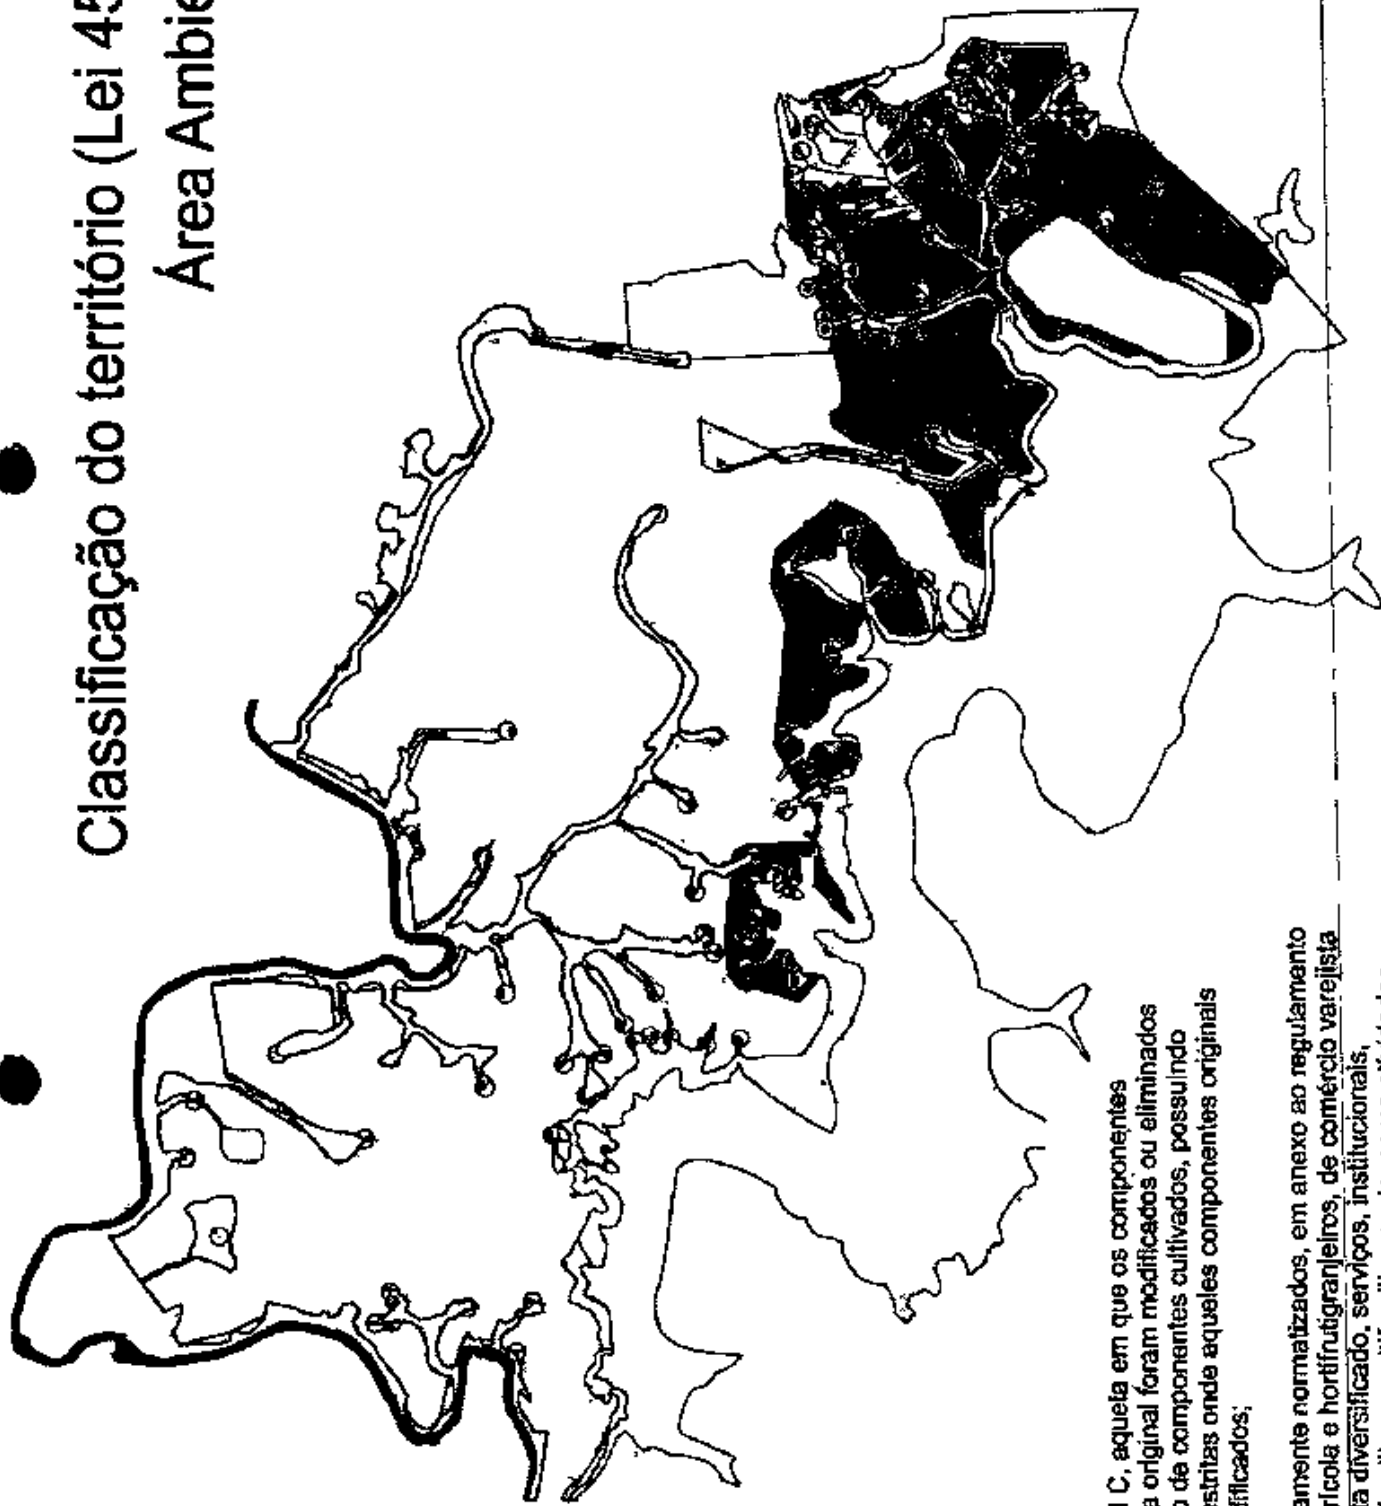 Classificação do território (Lei 45
Área Ambie
l C, aquela em que os componentes
a original foram modificados ou eliminados
o de componentes cultivados, possuindo
estritas onde aqueles componentes originais
ificados;
amente normatizados, em anexo ao regulamento
rícola e hortifrutigranjeiros, de comércio varejista
ta diversificado, serviços, institucionais,